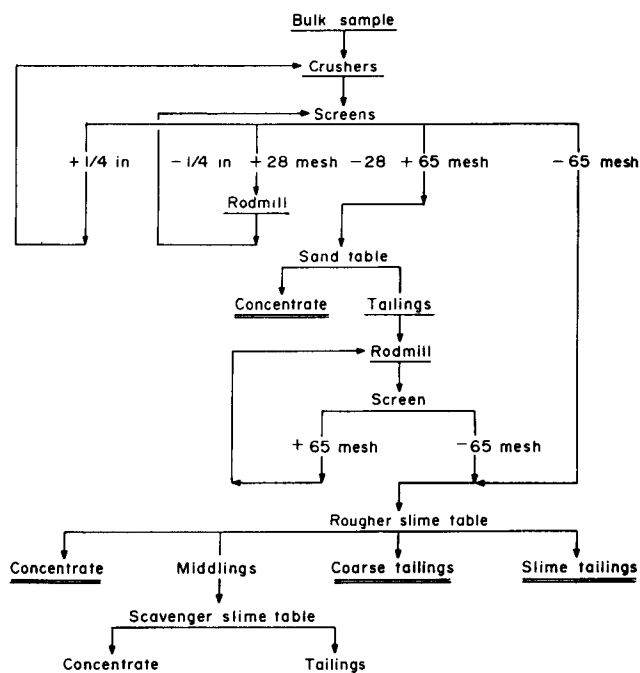 Bulk sample
Crushers
Screens
+ 1/4 in - 1/4 in + 28 mesh -28 + 65 mesh - 65 mesh
Rodmill
Sand table
Concentrate Tailings
Rodmill
Screen
+ 65 mesh -65 mesh
Rougher slime table
Concentrate Middlings Coarse tailings Slime tailings
Scavenger slime table
Concentrate Tailings